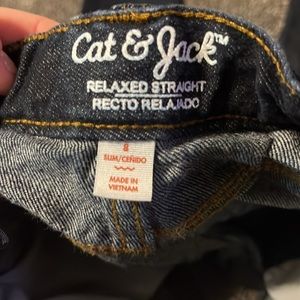 Cat & Jack™
RELAXED STRAIGHT
RECTO RELAJADO
8
SLIM/CEÑIDO
MADE IN
VIETNAM